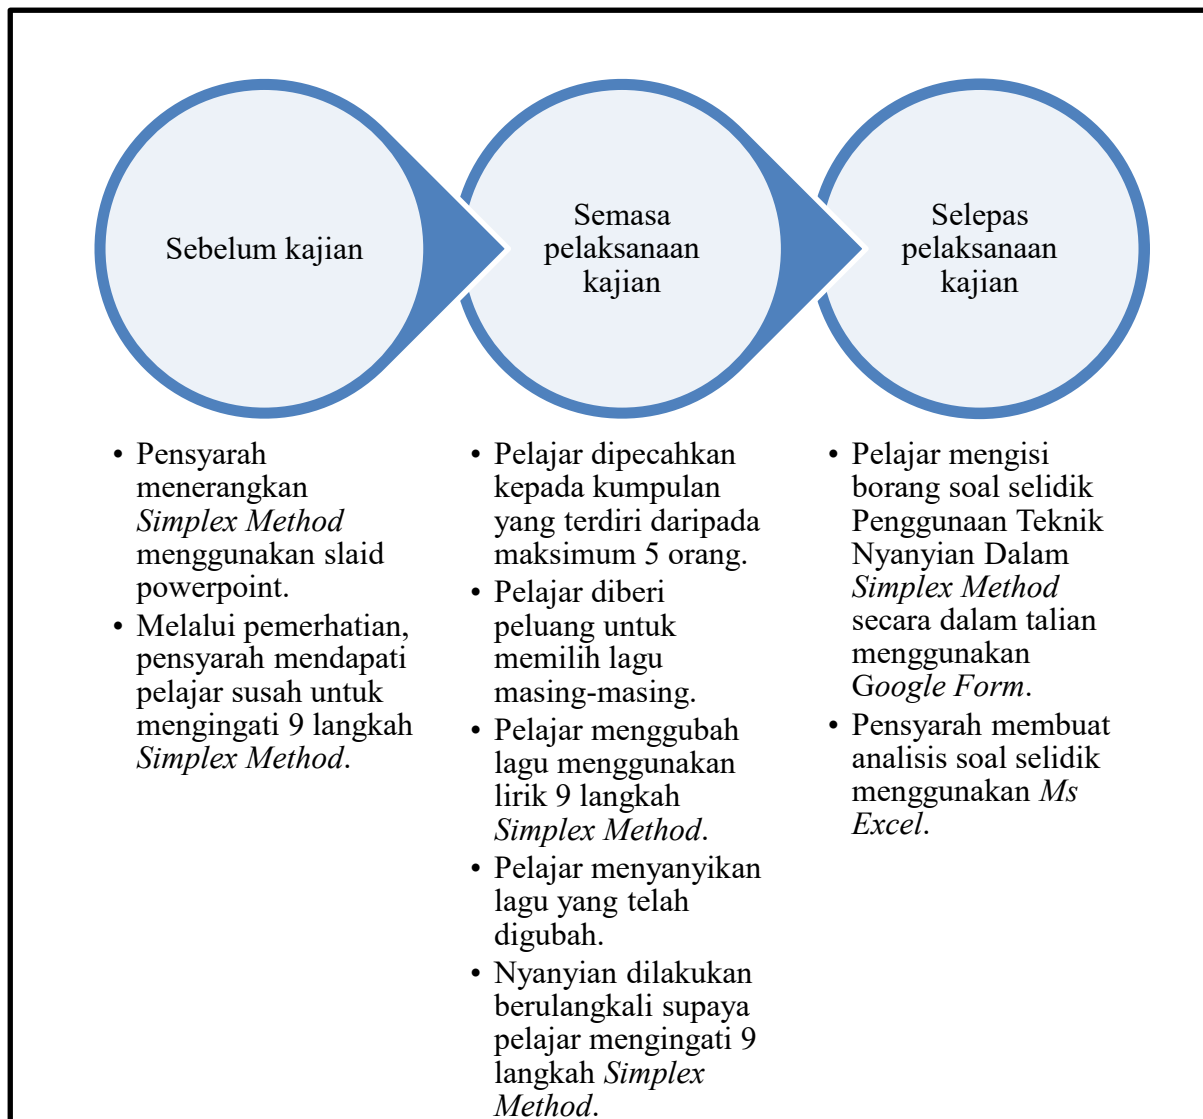 Sebelum kajian
Semasa
pelaksanaan
kajian
Selepas
pelaksanaan
kajian
• Pensyarah
menerangkan
Simplex Method
menggunakan slaid
powerpoint.
• Melalui pemerhatian,
pensyarah mendapati
pelajar susah untuk
mengingati 9 langkah
Simplex Method.
• Pelajar dipecahkan
kepada kumpulan
yang terdiri daripada
maksimum 5 orang.
• Pelajar diberi
peluang untuk
memilih lagu
masing-masing.
• Pelajar menggubah
lagu menggunakan
lirik 9 langkah
Simplex Method.
• Pelajar menyanyikan
lagu yang telah
digubah.
• Nyanyian dilakukan
berulangkali supaya
pelajar mengingati 9
langkah Simplex
Method.
• Pelajar mengisi
borang soal selidik
Penggunaan Teknik
Nyanyian Dalam
Simplex Method
secara dalam talian
menggunakan
Google Form.
• Pensyarah membuat
analisis soal selidik
menggunakan Ms
Excel.